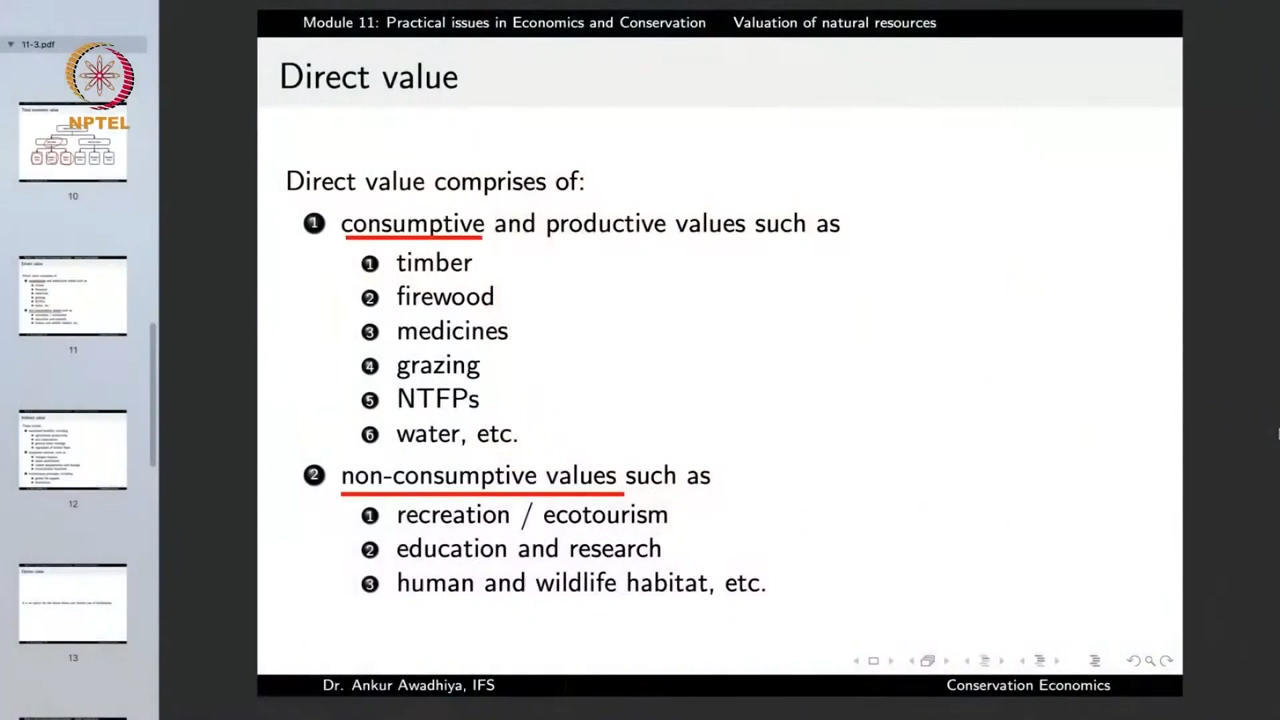 Module 11: Practical issues in Economics and Conservation Valuation of natural resources
11-3.pdf
NPTEL
10
11
12
13
Direct value
Direct value comprises of:
1 consumptive and productive values such as
1 timber
2 firewood
3 medicines
4 grazing
5 NTFPs
6 water, etc.
2 non-consumptive values such as
1 recreation / ecotourism
2 education and research
3 human and wildlife habitat, etc.
Dr. Ankur Awadhiya, IFS Conservation Economics